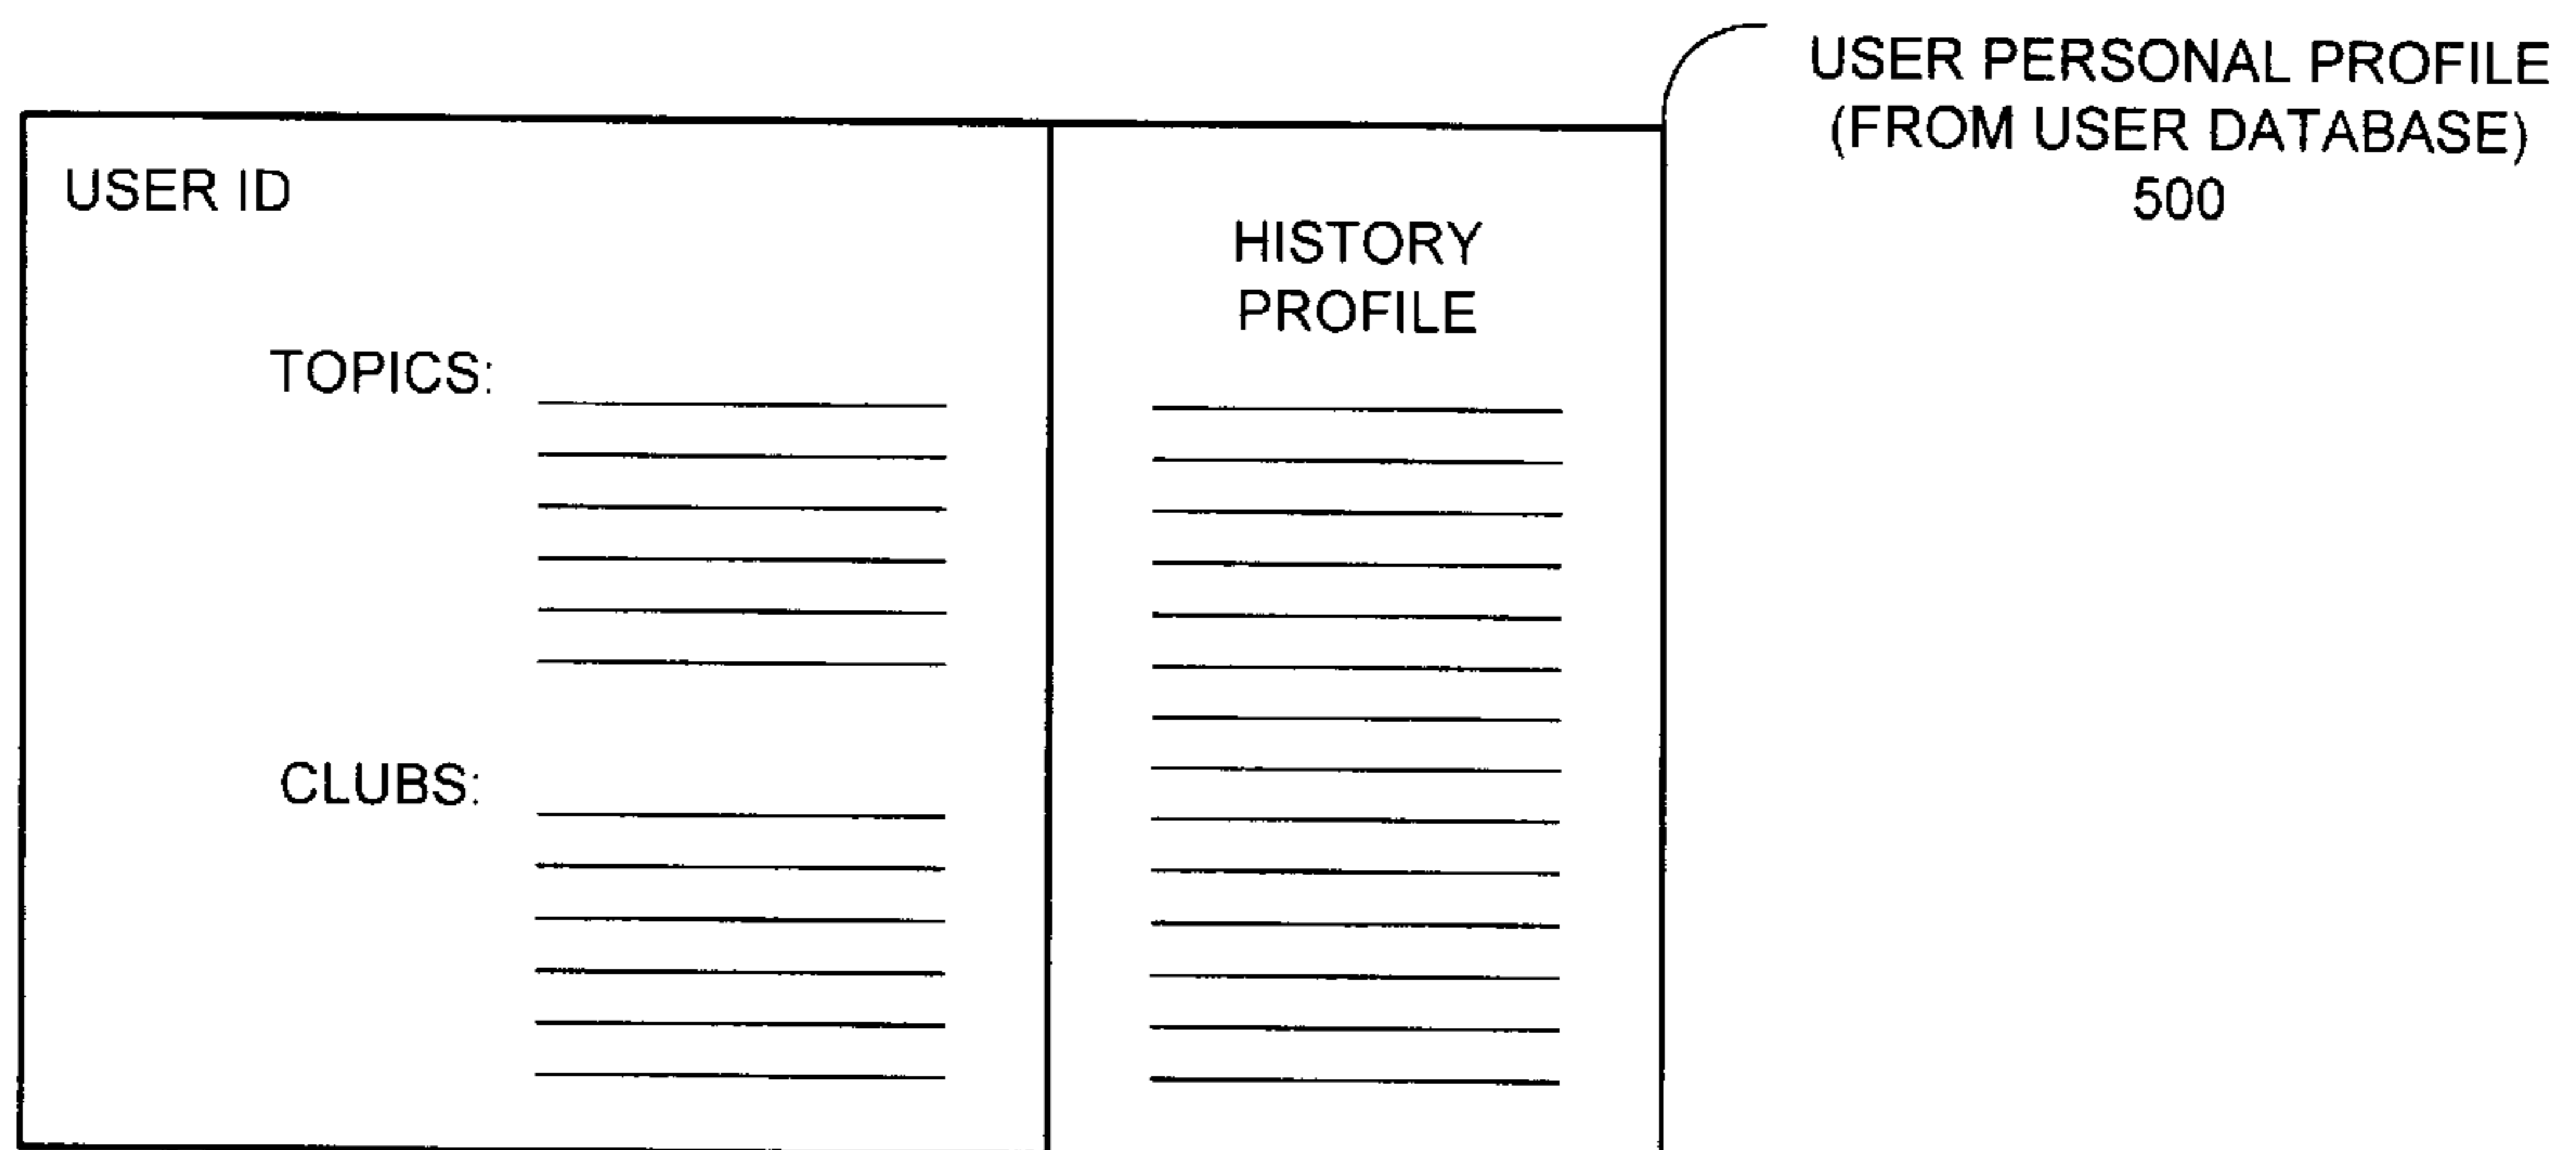 USER PERSONAL PROFILE
(FROM USER DATABASE)
500
USER ID
HISTORY
PROFILE
TOPICS:
CLUBS: